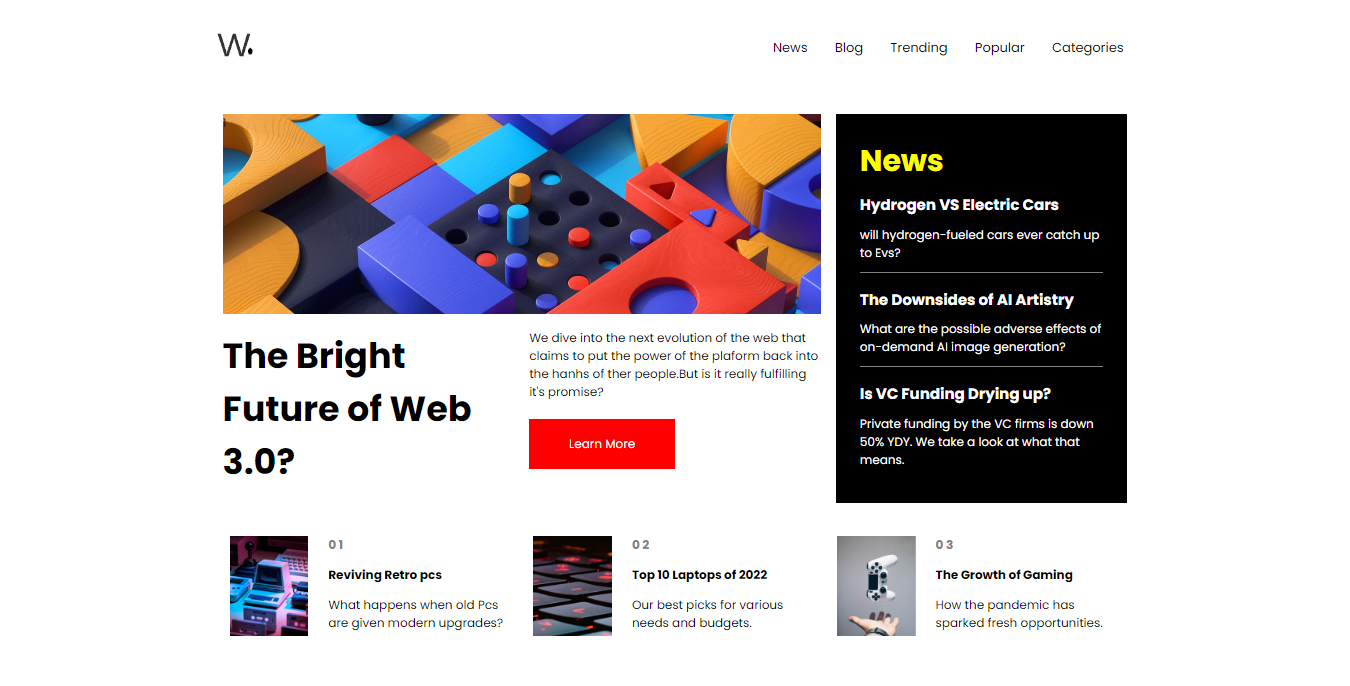 W.
News Blog Trending Popular Categories
The Bright
Future of Web
3.0?
We dive into the next evolution of the web that
claims to put the power of the plaform back into
the hanhs of ther people.But is it really fulfilling
it's promise?
Learn More
News
Hydrogen VS Electric Cars
will hydrogen-fueled cars ever catch up
to Evs?
The Downsides of AI Artistry
What are the possible adverse effects of
on-demand AI image generation?
Is VC Funding Drying up?
Private funding by the VC firms is down
50% YDY. We take a look at what that
means.
01
Reviving Retro pcs
What happens when old Pcs
are given modern upgrades?
02
Top 10 Laptops of 2022
Our best picks for various
needs and budgets.
03
The Growth of Gaming
How the pandemic has
sparked fresh opportunities.